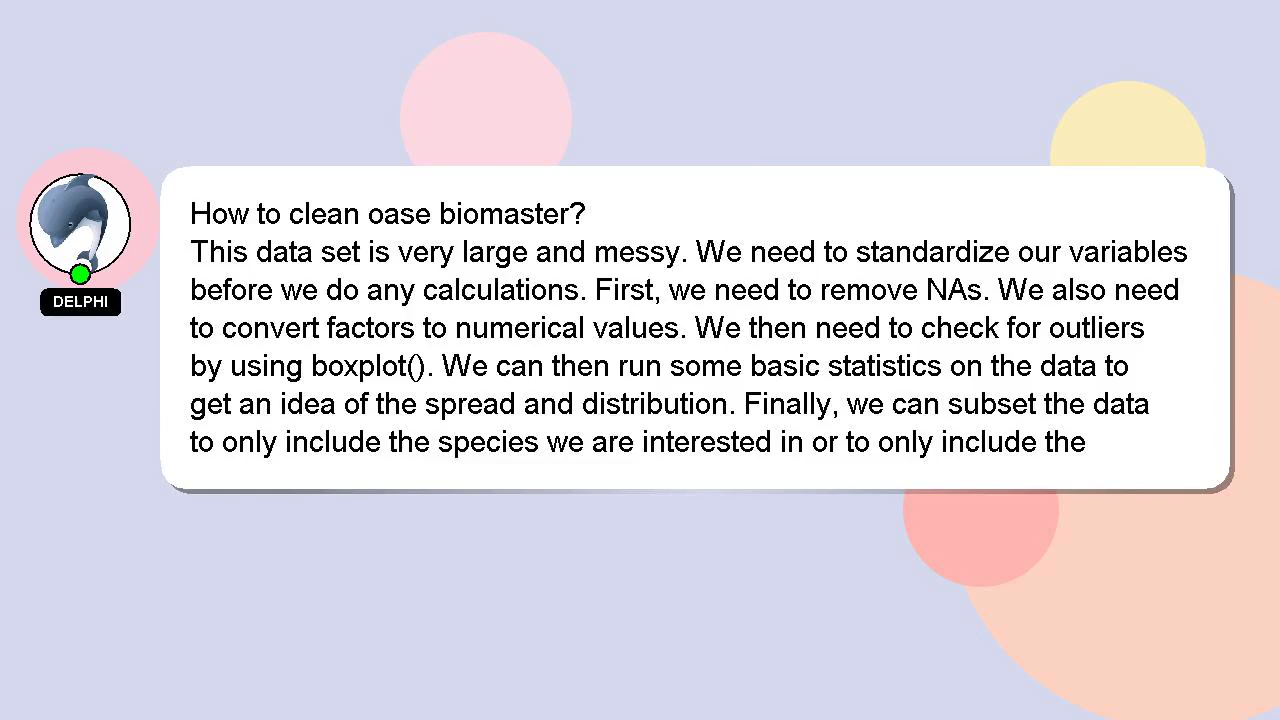 How to clean oase biomaster?
This data set is very large and messy. We need to standardize our variables
before we do any calculations. First, we need to remove NAs. We also need
to convert factors to numerical values. We then need to check for outliers
by using boxplot(). We can then run some basic statistics on the data to
get an idea of the spread and distribution. Finally, we can subset the data
to only include the species we are interested in or to only include the
DELPHI